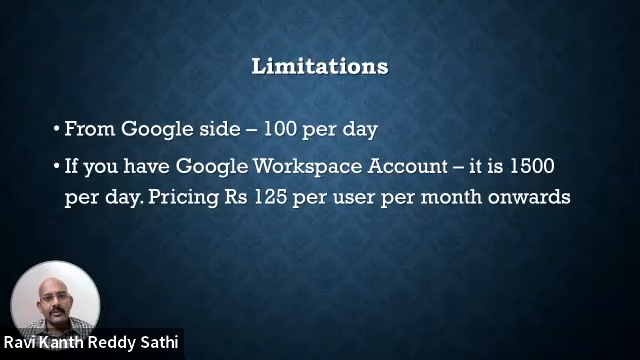 Limitations
• From Google side – 100 per day
• If you have Google Workspace Account – it is 1500
per day. Pricing Rs 125 per user per month onwards
Ravi Kanth Reddy Sathi